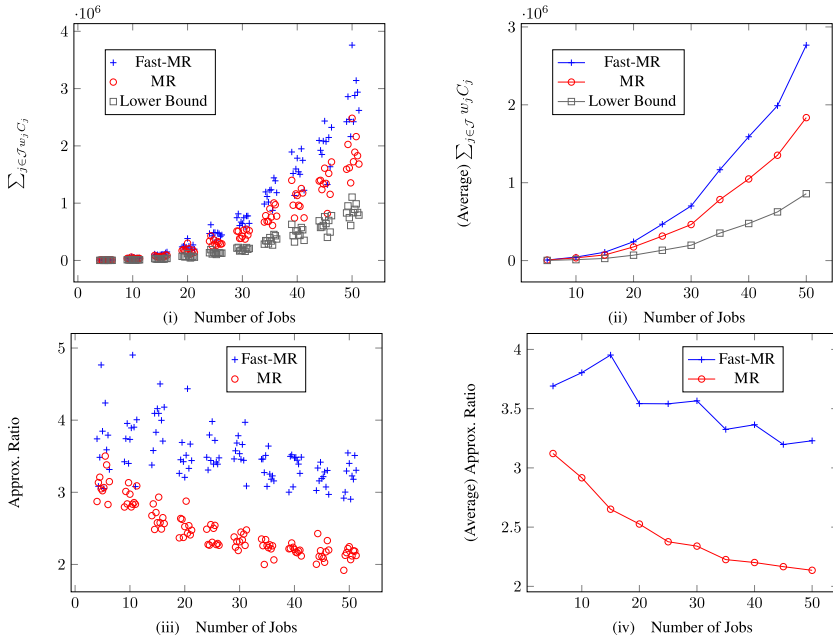 ·10⁶
4
3
2
1
0
∑_{j∈𝒥} w_j C_j
Fast-MR
MR
Lower Bound
0 10 20 30 40 50
(i) Number of Jobs
·10⁶
3
2
1
0
(Average) ∑_{j∈𝒥} w_j C_j
Fast-MR
MR
Lower Bound
10 20 30 40 50
(ii) Number of Jobs
5
4
3
2
Approx. Ratio
Fast-MR
MR
0 10 20 30 40 50
(iii) Number of Jobs
4
3.5
3
2.5
2
(Average) Approx. Ratio
Fast-MR
MR
10 20 30 40 50
(iv) Number of Jobs